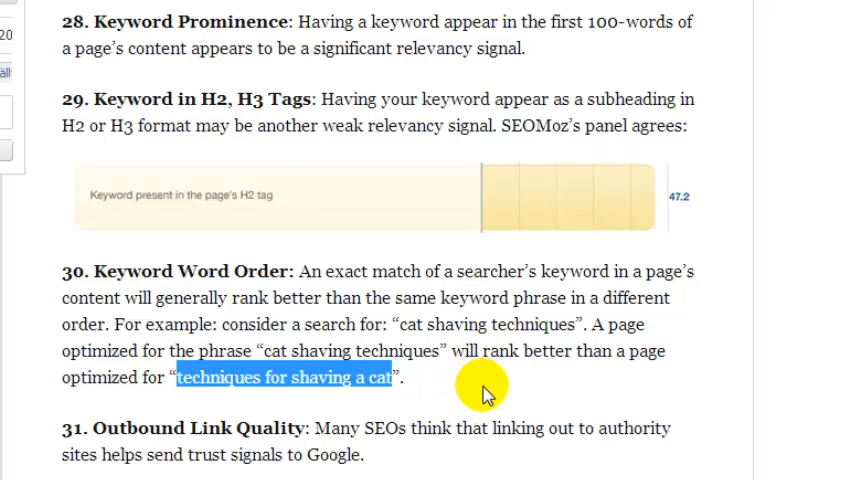 20
28. Keyword Prominence: Having a keyword appear in the first 100-words of
a page's content appears to be a significant relevancy signal.
29. Keyword in H2, H3 Tags: Having your keyword appear as a subheading in
H2 or H3 format may be another weak relevancy signal. SEOMoz's panel agrees:
Keyword present in the page's H2 tag
47.2
30. Keyword Word Order: An exact match of a searcher's keyword in a page's
content will generally rank better than the same keyword phrase in a different
order. For example: consider a search for: “cat shaving techniques”. A page
optimized for the phrase “cat shaving techniques” will rank better than a page
optimized for “techniques for shaving a cat”.
31. Outbound Link Quality: Many SEOs think that linking out to authority
sites helps send trust signals to Google.